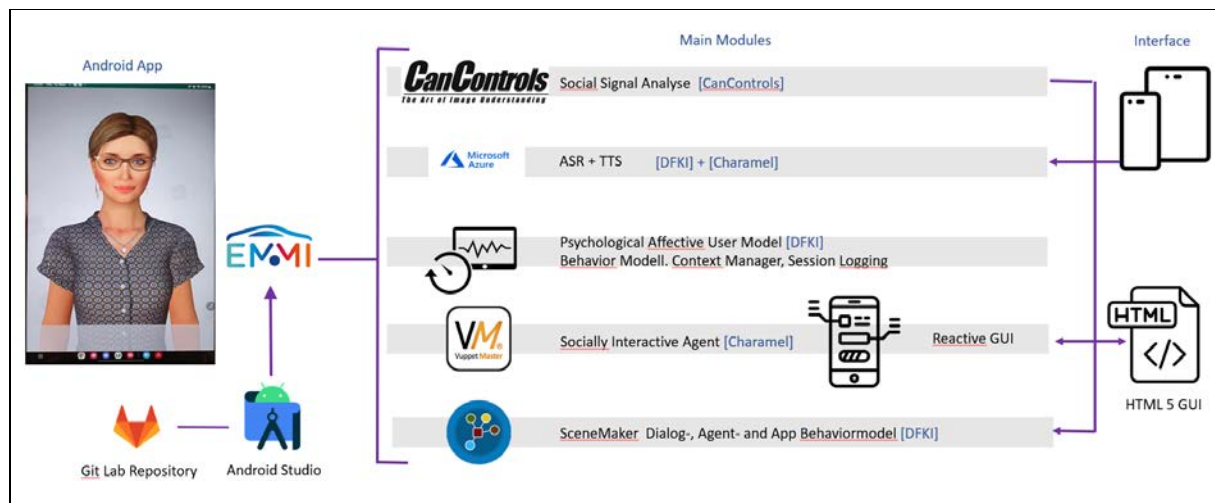 Android App
Main Modules
Interface
CanControls
The Art of Image Understanding
Social Signal Analyse [CanControls]
Microsoft
Azure
ASR + TTS [DFKI] + [Charamel]
EMMI
Psychological Affective User Model [DFKI]
Behavior Modell. Context Manager, Session Logging
VM®
Vuppet Master
Socially Interactive Agent [Charamel]
Reactive GUI
HTML
</>
HTML 5 GUI
SceneMaker Dialog-, Agent- and App Behaviormodel [DFKI]
Git Lab Repository
Android Studio